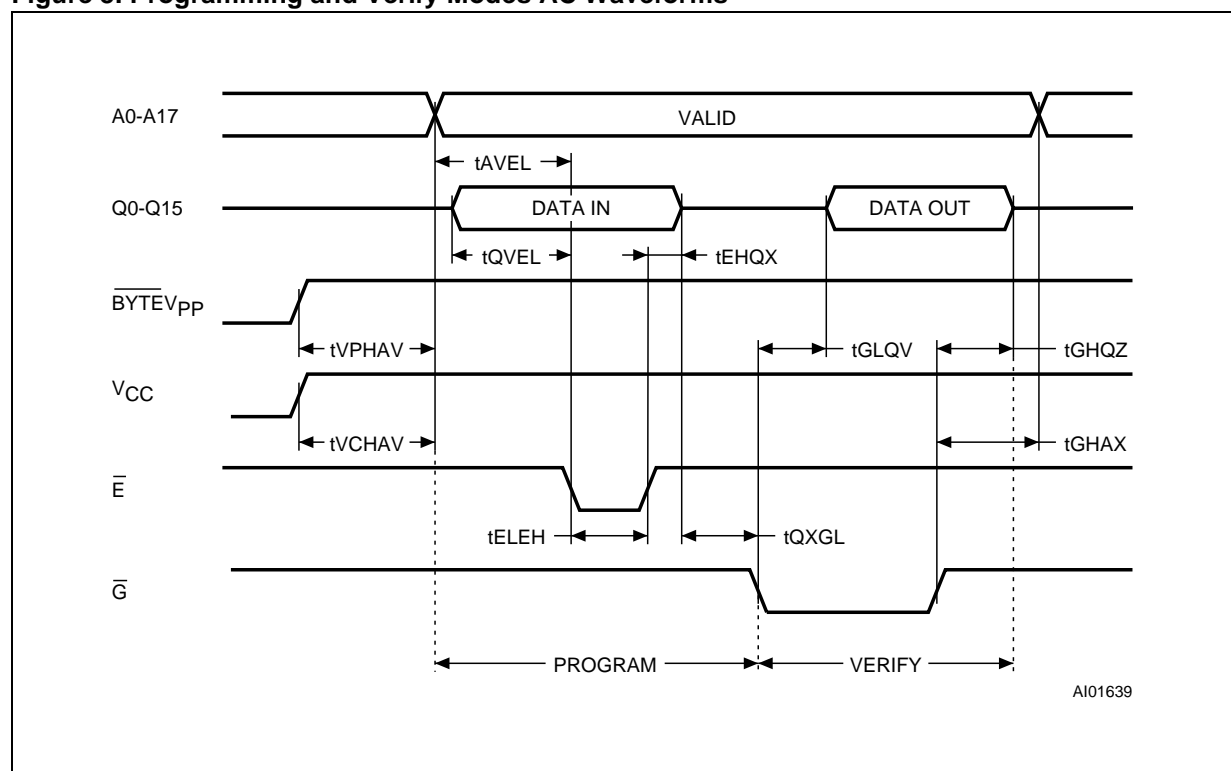 Figure 8. Programming and Verify Modes AC Waveforms
A0-A17
VALID
tAVEL
Q0-Q15
DATA IN
DATA OUT
tQVEL
tEHQX
BYTEVPP
tVPHAV
tGLQV
tGHQZ
VCC
tVCHAV
tGHAX
E
tELEH
tQXGL
G
PROGRAM
VERIFY
AI01639